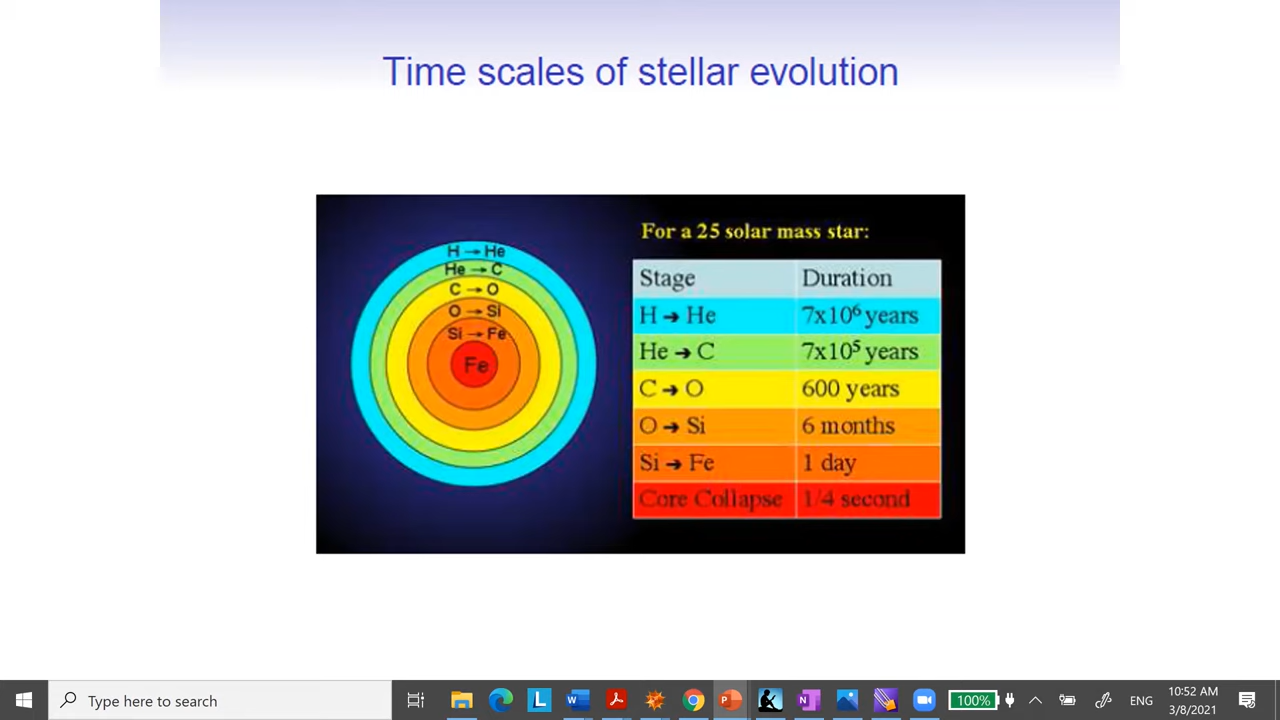 Time scales of stellar evolution
H → He
He → C
C → O
O → Si
Si → Fe
Fe
For a 25 solar mass star:
Stage Duration
H → He 7x10⁶ years
He → C 7x10⁵ years
C → O 600 years
O → Si 6 months
Si → Fe 1 day
Core Collapse 1/4 second
Type here to search
L
W
P
N
100%
ENG
10:52 AM
3/8/2021